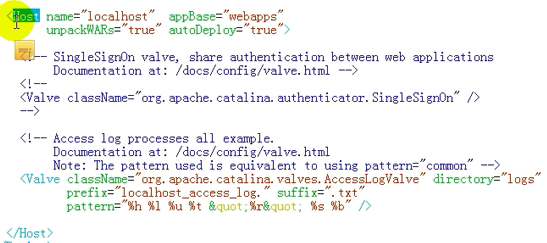 <Host name="localhost" appBase="webapps"
unpackWARs="true" autoDeploy="true">
<!-- SingleSignOn valve, share authentication between web applications
Documentation at: /docs/config/valve.html -->
<!--
<Valve className="org.apache.catalina.authenticator.SingleSignOn" />
-->
<!-- Access log processes all example.
Documentation at: /docs/config/valve.html
Note: The pattern used is equivalent to using pattern="common" -->
<Valve className="org.apache.catalina.valves.AccessLogValve" directory="logs"
prefix="localhost_access_log." suffix=".txt"
pattern="%h %l %u %t &quot;%r&quot; %s %b" />
</Host>